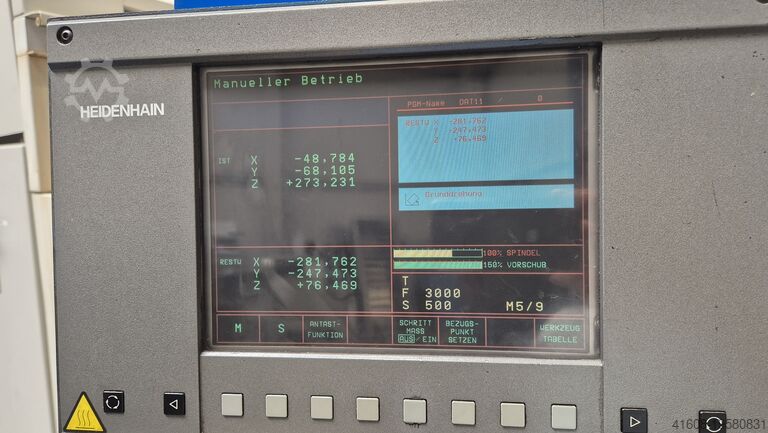 HEIDENHAIN
Manueller Betrieb
PGM-Name DAT11 / 0
RESTW X -281,762
Y -247,473
Z +76,469
IST X -48,784
Y -68,105
Z +273,231
Grunddrehung
RESTW X -281,762
Y -247,473
Z +76,469
100% SPINDEL
150% VORSCHUB
T
F 3000
S 500 M5/9
M
S
ANTAST-
FUNKTION
SCHRITT
MASS
AUS / EIN
BEZUGS-
PUNKT
SETZEN
WERKZEUG
TABELLE